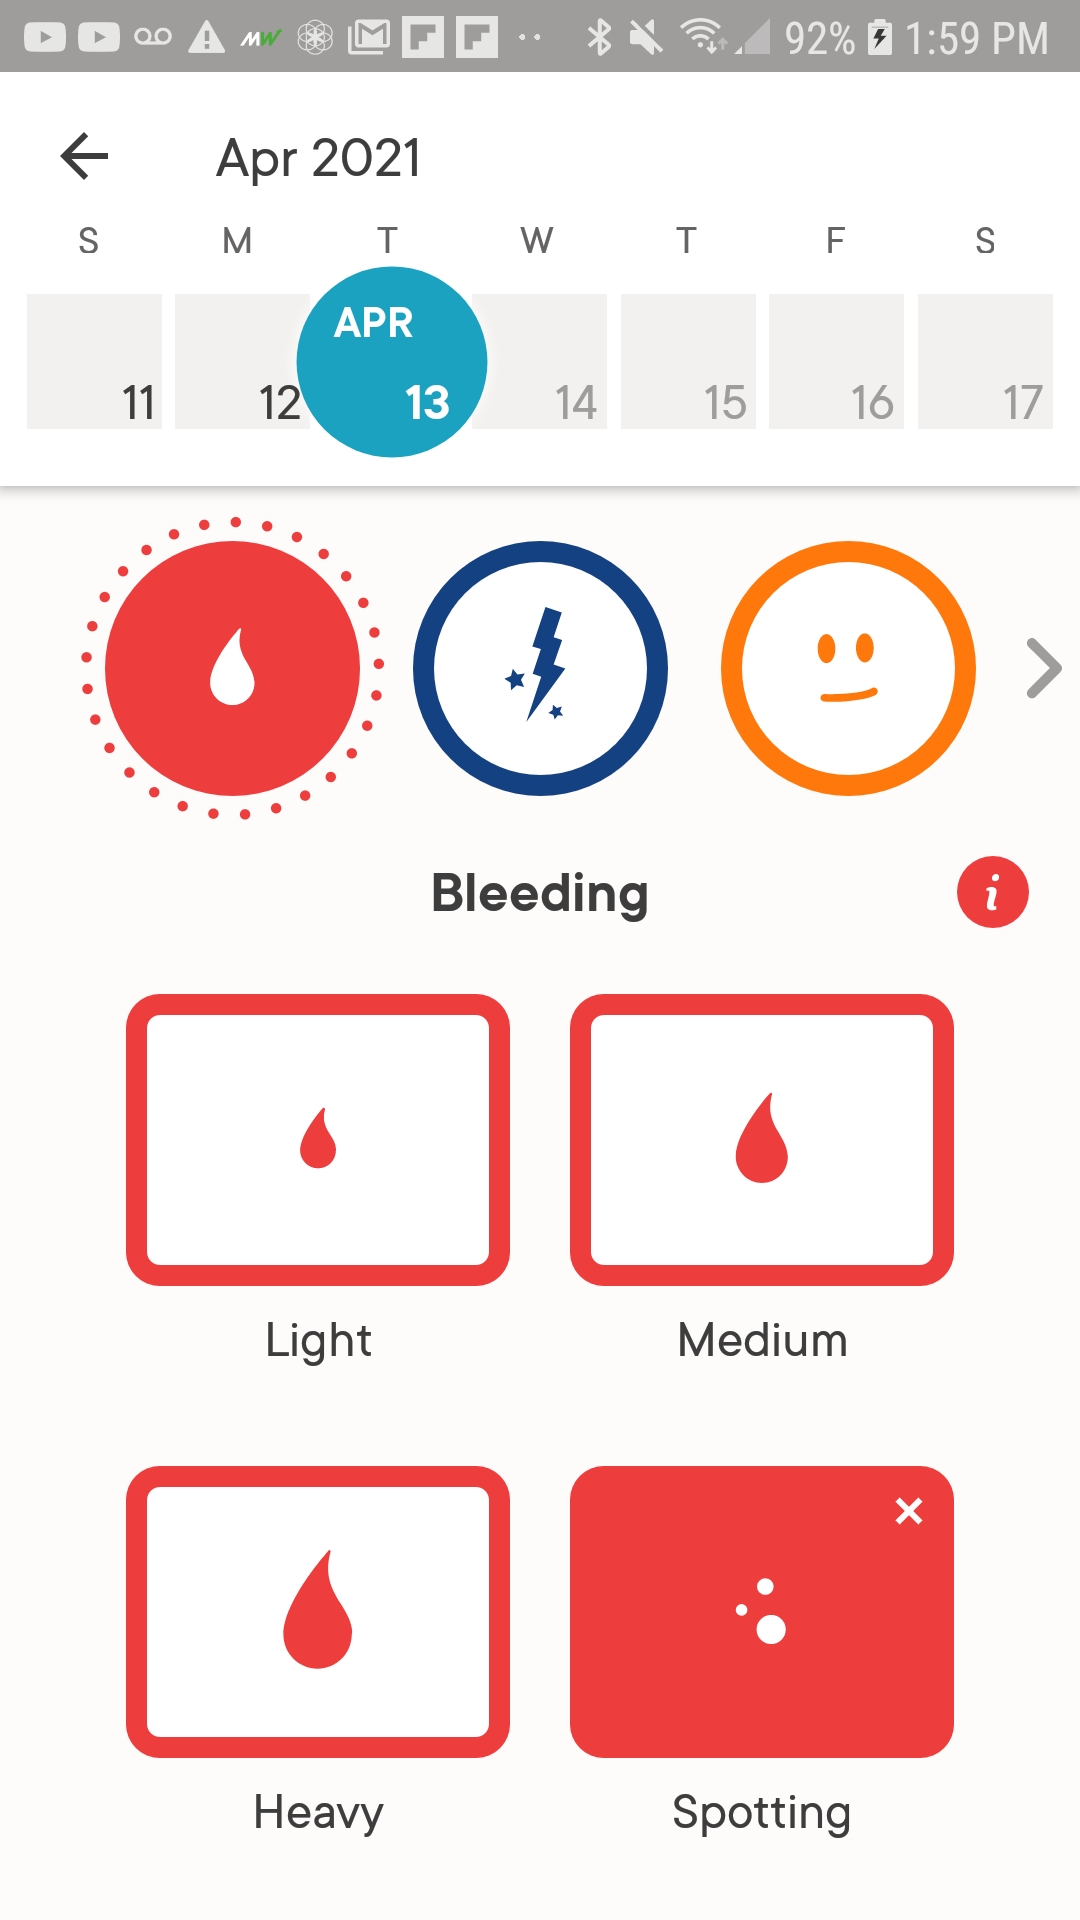 MW 92% 1:59 PM
Apr 2021
S M T W T F S
APR
11 12 13 14 15 16 17
Bleeding i
Light Medium
Heavy Spotting